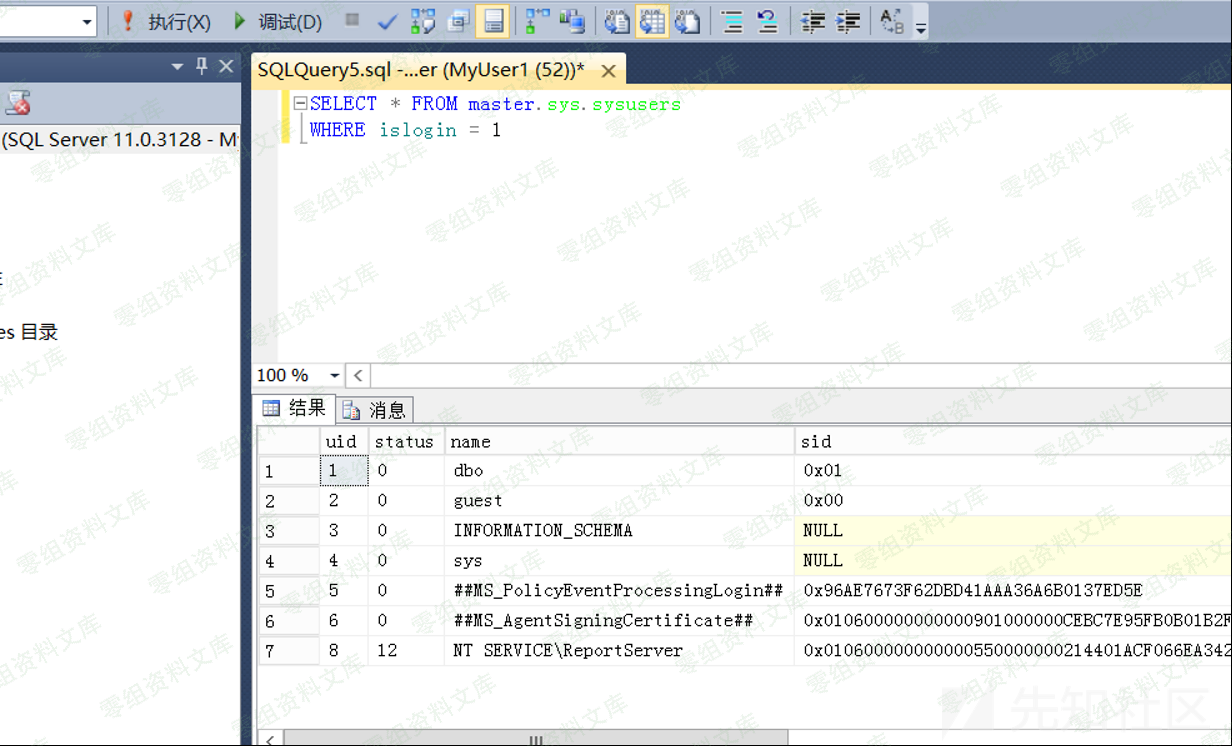 执行(X) 调试(D)
SQLQuery5.sql -...er (MyUser1 (52))*
(SQL Server 11.0.3128 - M
SELECT * FROM master.sys.sysusers
WHERE islogin = 1
es 目录
100 %
结果 消息
uid status name sid
1 1 0 dbo 0x01
2 2 0 guest 0x00
3 3 0 INFORMATION_SCHEMA NULL
4 4 0 sys NULL
5 5 0 ##MS_PolicyEventProcessingLogin## 0x96AE7673F62DBD41AAA36A6B0137ED5E
6 6 0 ##MS_AgentSigningCertificate## 0x010600000000000901000000CEBC7E95FB0B01B2F
7 8 12 NT SERVICE\ReportServer 0x010600000000000550000000214401ACF066EA342
零组资料文库
先知社区